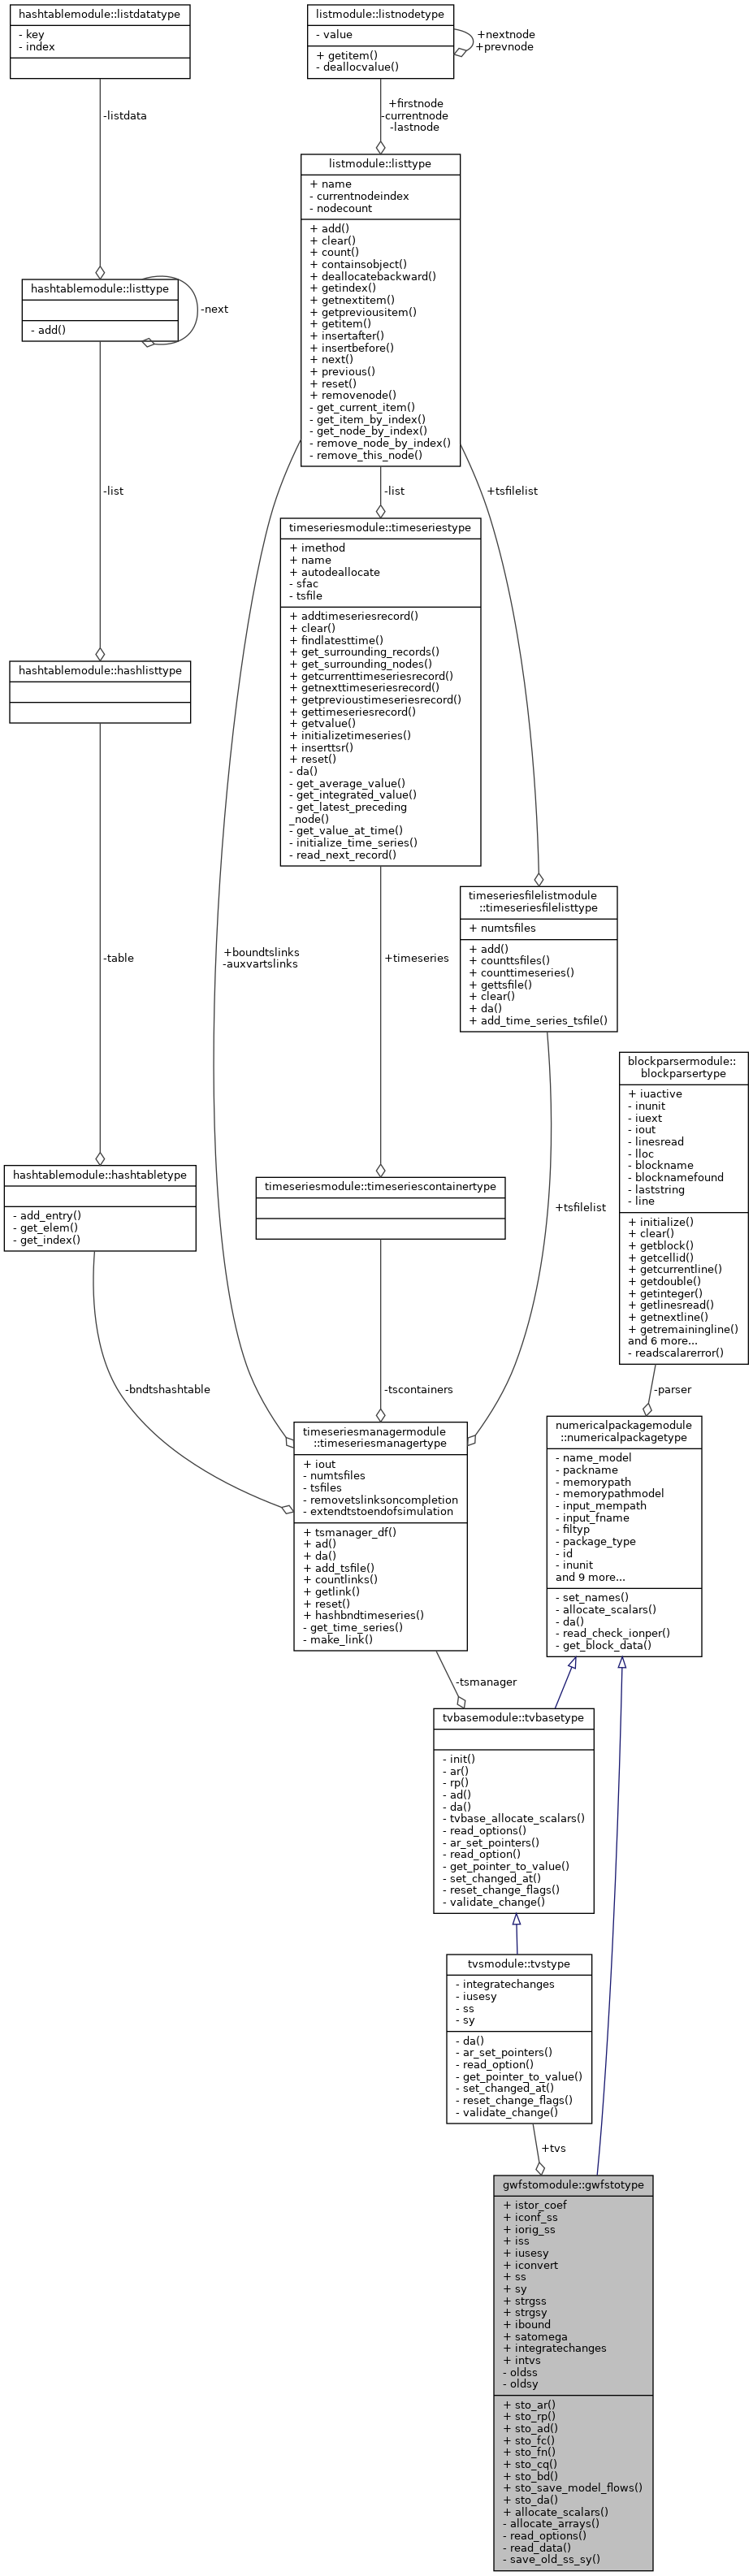 hashtablemodule::listdatatype
- key
- index
listmodule::listnodetype
- value
+ getitem()
- deallocvalue()
+nextnode
+prevnode
-listdata
+firstnode
-currentnode
-lastnode
listmodule::listtype
+ name
- currentnodeindex
- nodecount
+ add()
+ clear()
+ count()
+ containsobject()
+ deallocatebackward()
+ getindex()
+ getnextitem()
+ getpreviousitem()
+ getitem()
+ insertafter()
+ insertbefore()
+ next()
+ previous()
+ reset()
+ removenode()
- get_current_item()
- get_item_by_index()
- get_node_by_index()
- remove_node_by_index()
- remove_this_node()
hashtablemodule::listtype
- add()
-next
-list
-list
+tsfilelist
timeseriesmodule::timeseriestype
+ imethod
+ name
+ autodeallocate
- sfac
- tsfile
+ addtimeseriesrecord()
+ clear()
+ findlatesttime()
+ get_surrounding_records()
+ get_surrounding_nodes()
+ getcurrenttimeseriesrecord()
+ getnexttimeseriesrecord()
+ getprevioustimeseriesrecord()
+ gettimeseriesrecord()
+ getvalue()
+ initializetimeseries()
+ inserttsr()
+ reset()
- da()
- get_average_value()
- get_integrated_value()
- get_latest_preceding
_node()
- get_value_at_time()
- initialize_time_series()
- read_next_record()
hashtablemodule::hashlisttype
timeseriesfilelistmodule
::timeseriesfilelisttype
+ numtsfiles
+ add()
+ counttsfiles()
+ counttimeseries()
+ gettsfile()
+ clear()
+ da()
+ add_time_series_tsfile()
-table
+boundtslinks
-auxvartslinks
+timeseries
blockparsermodule::
blockparsertype
+ iuactive
- inunit
- iuext
- iout
- linesread
- lloc
- blockname
- blocknamefound
- laststring
- line
+ initialize()
+ clear()
+ getblock()
+ getcellid()
+ getcurrentline()
+ getdouble()
+ getinteger()
+ getlinesread()
+ getnextline()
+ getremainingline()
and 6 more...
- readscalarerror()
hashtablemodule::hashtabletype
- add_entry()
- get_elem()
- get_index()
timeseriesmodule::timeseriescontainertype
+tsfilelist
-bndtshashtable
-tscontainers
-parser
timeseriesmanagermodule
::timeseriesmanagertype
+ iout
- numtsfiles
- tsfiles
- removetslinksoncompletion
- extendtstoendofsimulation
+ tsmanager_df()
+ ad()
+ da()
+ add_tsfile()
+ countlinks()
+ getlink()
+ reset()
+ hashbndtimeseries()
- get_time_series()
- make_link()
numericalpackagemodule
::numericalpackagetype
- name_model
- packname
- memorypath
- memorypathmodel
- input_mempath
- input_fname
- filtyp
- package_type
- id
- inunit
and 9 more...
- set_names()
- allocate_scalars()
- da()
- read_check_ionper()
- get_block_data()
-tsmanager
tvbasemodule::tvbasetype
- init()
- ar()
- rp()
- ad()
- da()
- tvbase_allocate_scalars()
- read_options()
- ar_set_pointers()
- read_option()
- get_pointer_to_value()
- set_changed_at()
- reset_change_flags()
- validate_change()
tvsmodule::tvstype
- integratechanges
- iusesy
- ss
- sy
- da()
- ar_set_pointers()
- read_option()
- get_pointer_to_value()
- set_changed_at()
- reset_change_flags()
- validate_change()
+tvs
gwfstomodule::gwfstotype
+ istor_coef
+ iconf_ss
+ iorig_ss
+ iss
+ iusesy
+ iconvert
+ ss
+ sy
+ strgss
+ strgsy
+ ibound
+ satomega
+ integratechanges
+ intvs
- oldss
- oldsy
+ sto_ar()
+ sto_rp()
+ sto_ad()
+ sto_fc()
+ sto_fn()
+ sto_cq()
+ sto_bd()
+ sto_save_model_flows()
+ sto_da()
+ allocate_scalars()
- allocate_arrays()
- read_options()
- read_data()
- save_old_ss_sy()